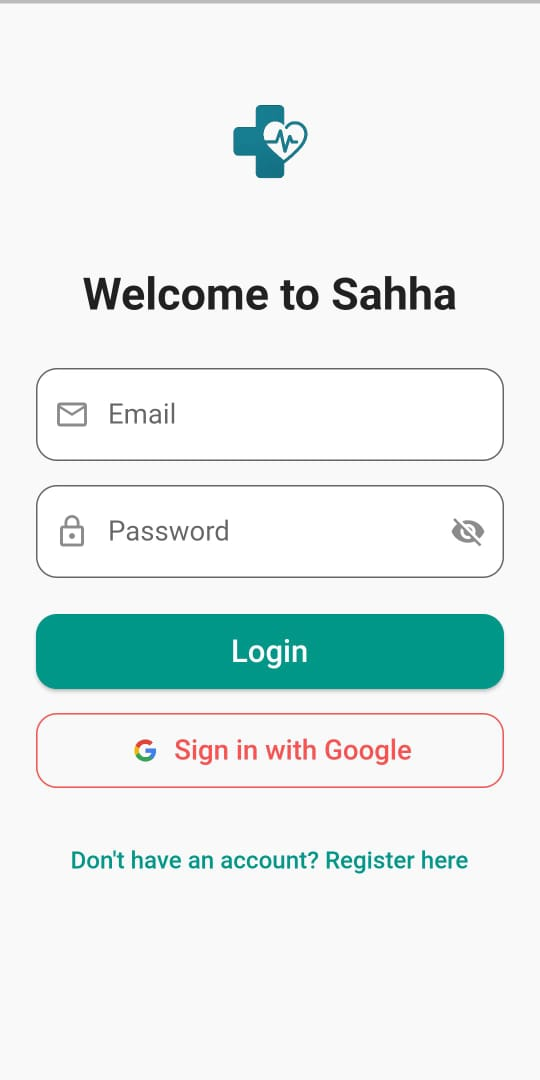 Welcome to Sahha
Email
Password
Login
Sign in with Google
Don't have an account? Register here